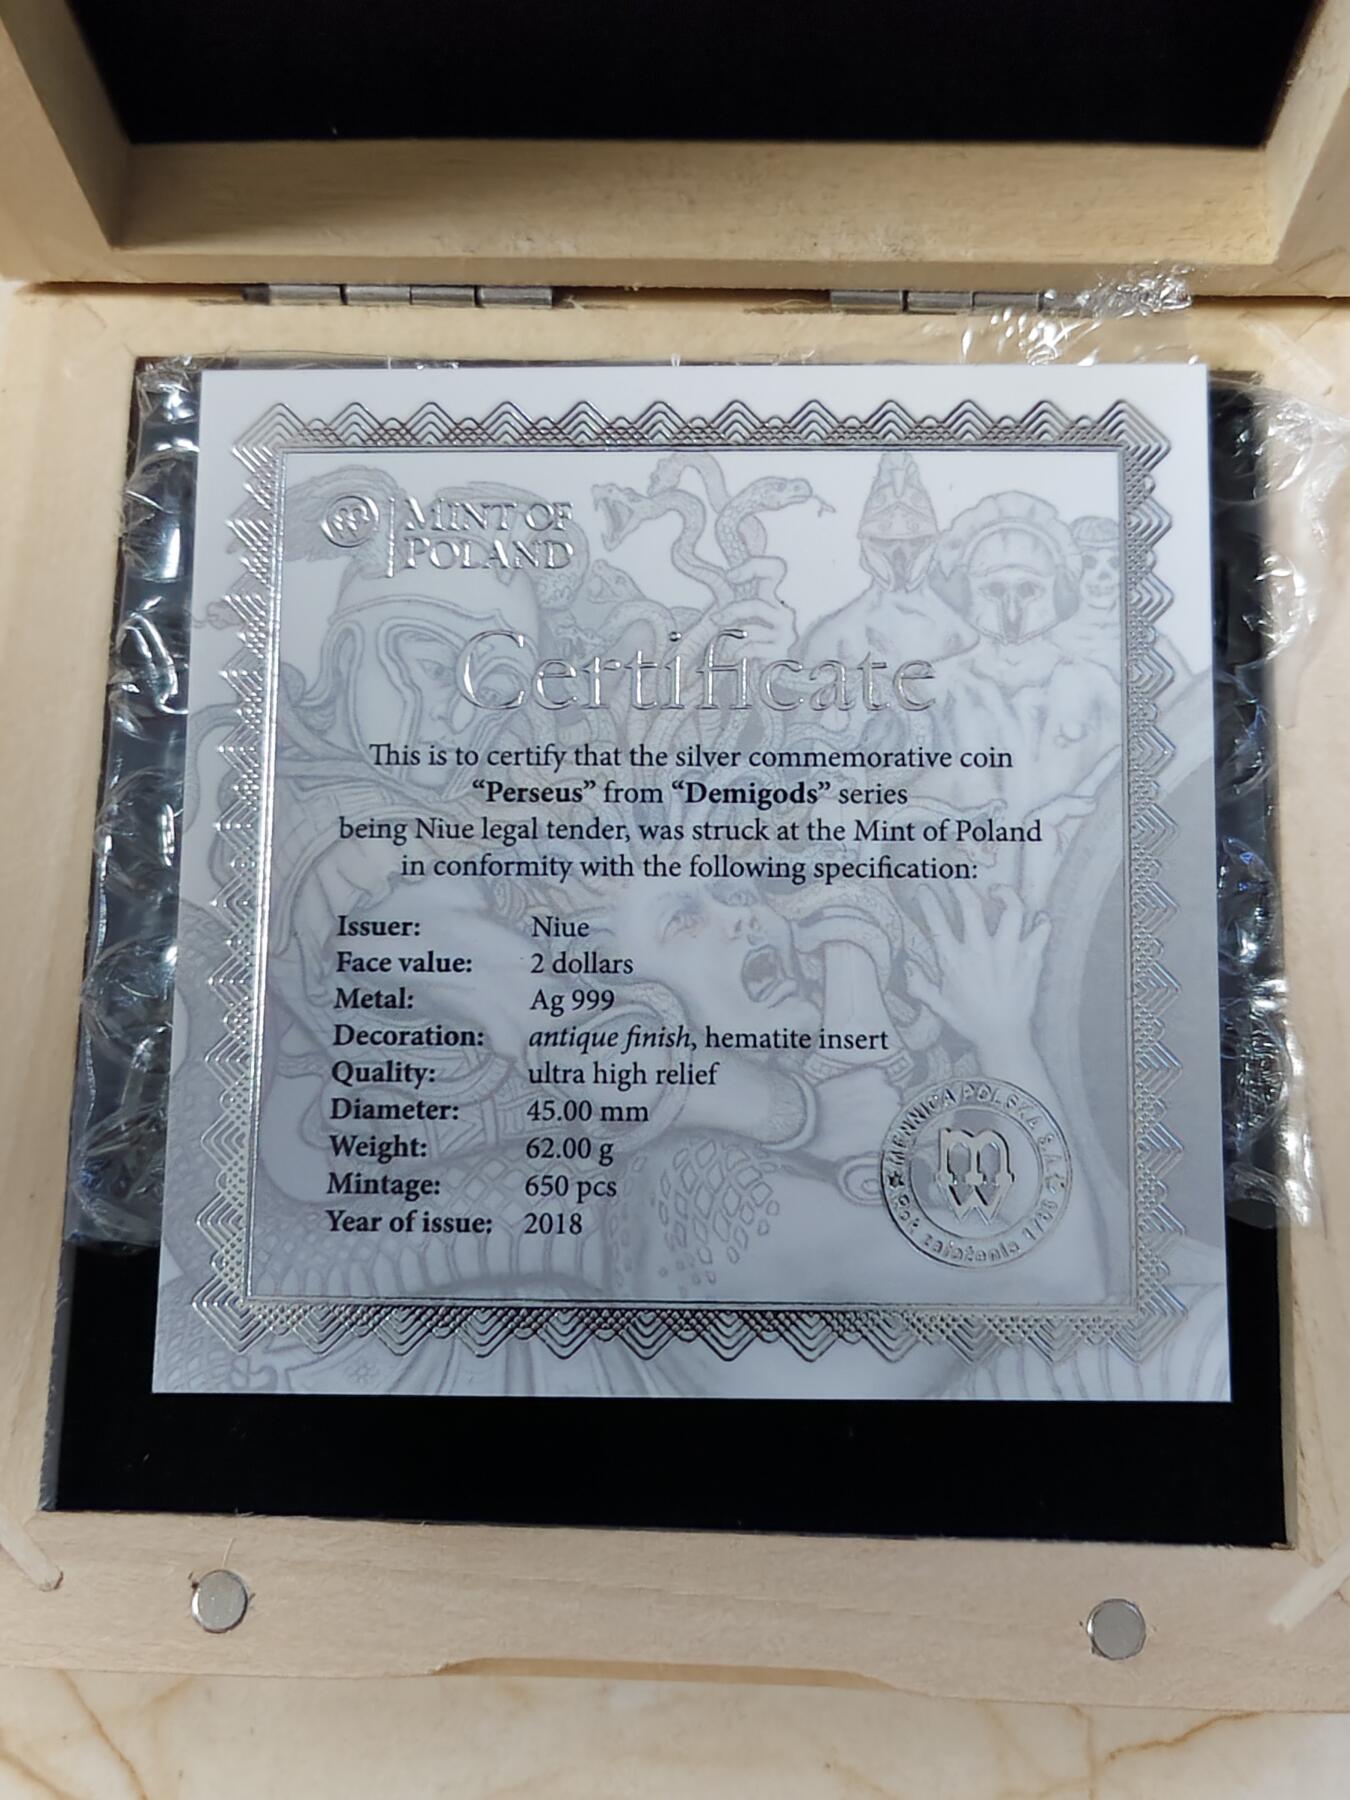 MINT OF
POLAND
Certificate
This is to certify that the silver commemorative coin
“Perseus” from “Demigods” series
being Niue legal tender, was struck at the Mint of Poland
in conformity with the following specification:
Issuer: Niue
Face value: 2 dollars
Metal: Ag 999
Decoration: antique finish, hematite insert
Quality: ultra high relief
Diameter: 45.00 mm
Weight: 62.00 g
Mintage: 650 pcs
Year of issue: 2018
MENNICA POLSKA S.A.
Rok założenia 1766